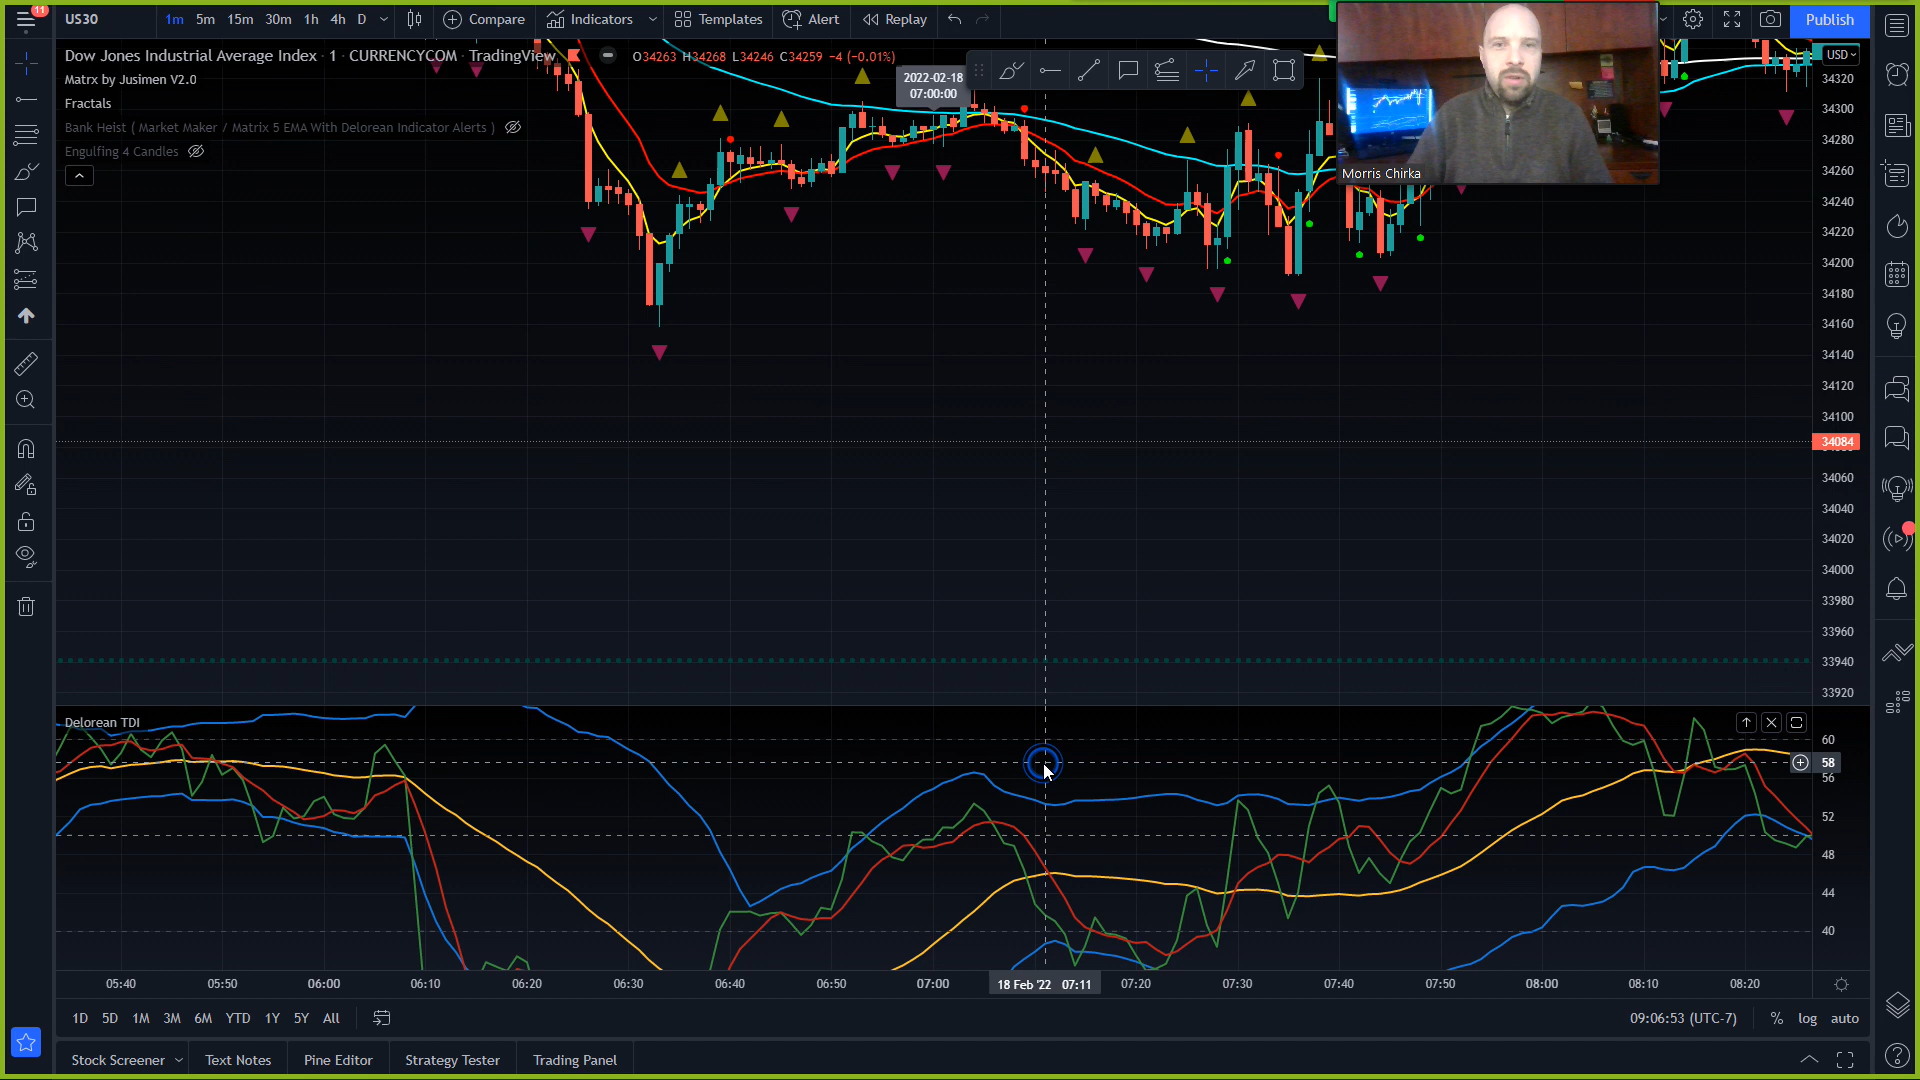 11
US30
1m 5m 15m 30m 1h 4h D
Compare
Indicators
Templates
Alert
Replay
Publish
Dow Jones Industrial Average Index · 1 · CURRENCYCOM · TradingView
O34263 H34268 L34246 C34259 −4 (−0.01%)
USD
Matrx by Jusimen V2.0
Fractals
Bank Heist ( Market Maker / Matrix 5 EMA With Delorean Indicator Alerts )
Engulfing 4 Candles
2022-02-18
07:00:00
Morris Chirka
34320
34300
34280
34260
34240
34220
34200
34180
34160
34140
34120
34100
34084
34060
34040
34020
34000
33980
33960
33940
33920
Delorean TDI
60
58
56
52
48
44
40
05:40 05:50 06:00 06:10 06:20 06:30 06:40 06:50 07:00 18 Feb '22 07:11 07:20 07:30 07:40 07:50 08:00 08:10 08:20
1D 5D 1M 3M 6M YTD 1Y 5Y All
09:06:53 (UTC-7)
% log auto
Stock Screener
Text Notes
Pine Editor
Strategy Tester
Trading Panel